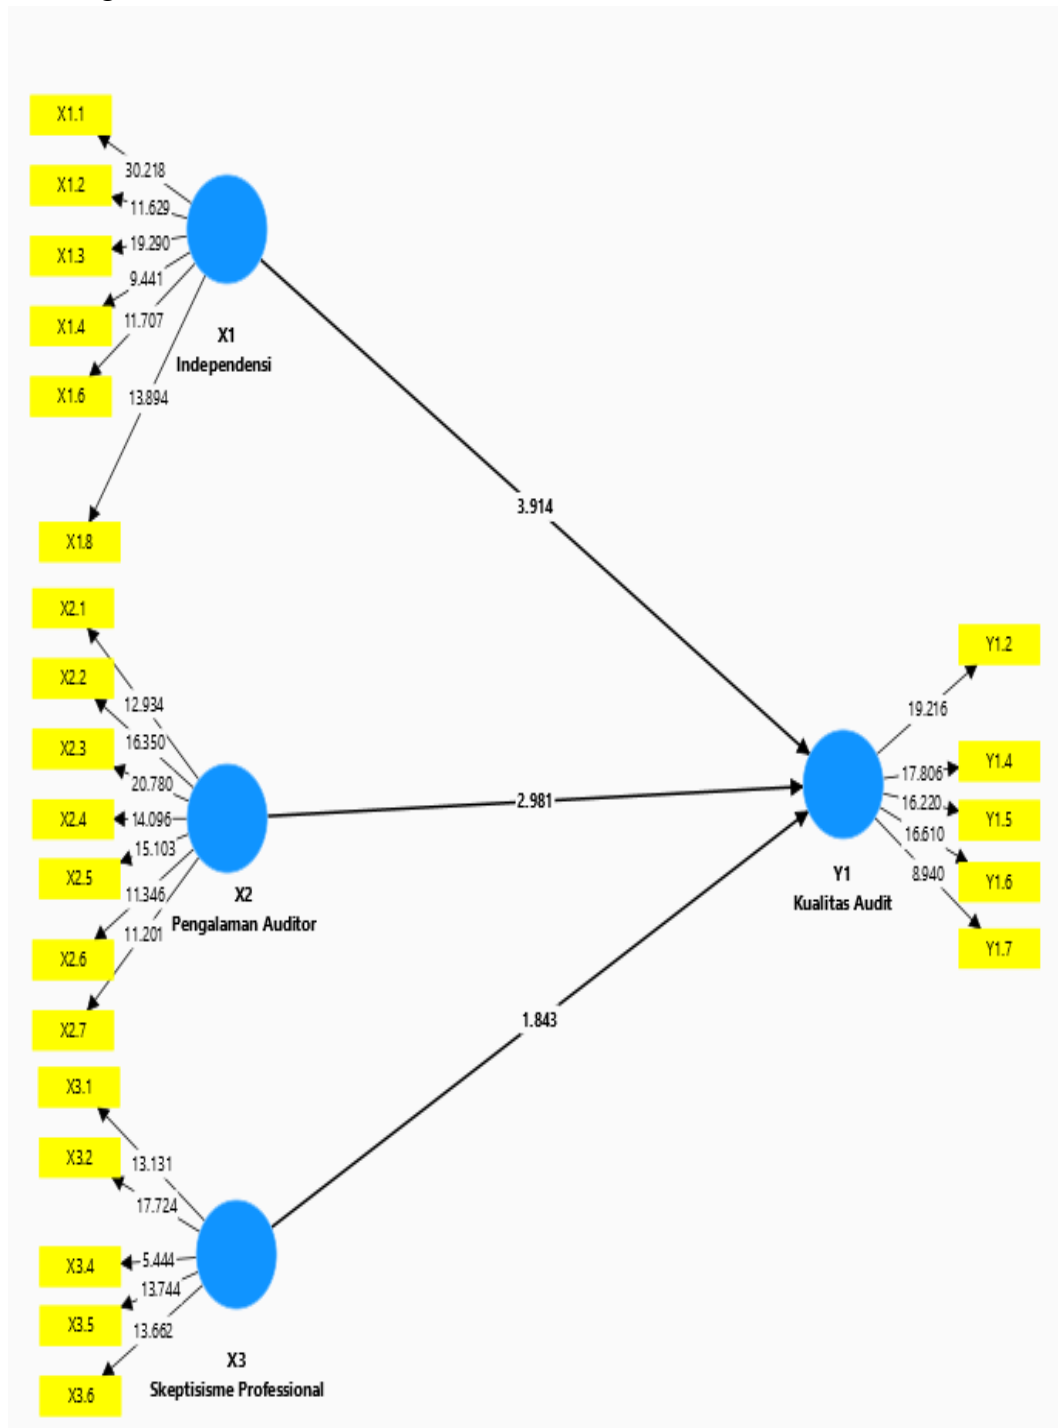 X1.1
30.218
X1.2
11.629
X1.3
19.290
9.441
X1.4
11.707
X1.6
13.894
X1.8
X1
Independensi
3.914
X2.1
X2.2
12.934
16.350
X2.3
20.780
X2.4
14.096
15.103
X2.5
11.346
11.201
X2.6
X2.7
X2
Pengalaman Auditor
2.981
Y1.2
19.216
Y1.4
17.806
16.220
Y1.5
16.610
8.940
Y1.6
Y1.7
Y1
Kualitas Audit
1.843
X3.1
13.131
X3.2
17.724
5.444
X3.4
13.744
X3.5
13.662
X3.6
X3
Skeptisisme Professional